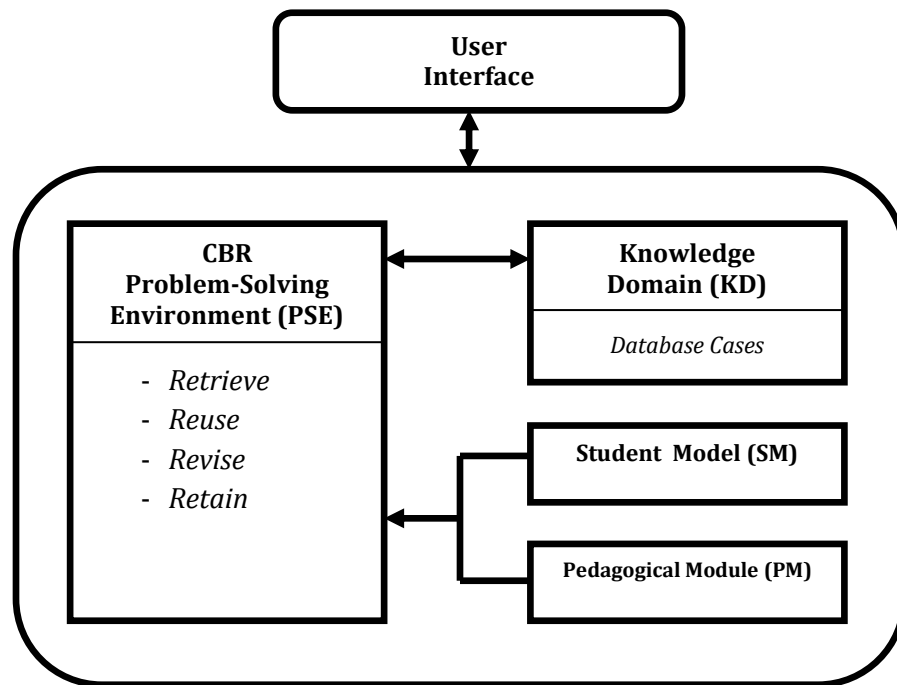 User
Interface
CBR
Problem-Solving
Environment (PSE)
- Retrieve
- Reuse
- Revise
- Retain
Knowledge
Domain (KD)
Database Cases
Student Model (SM)
Pedagogical Module (PM)